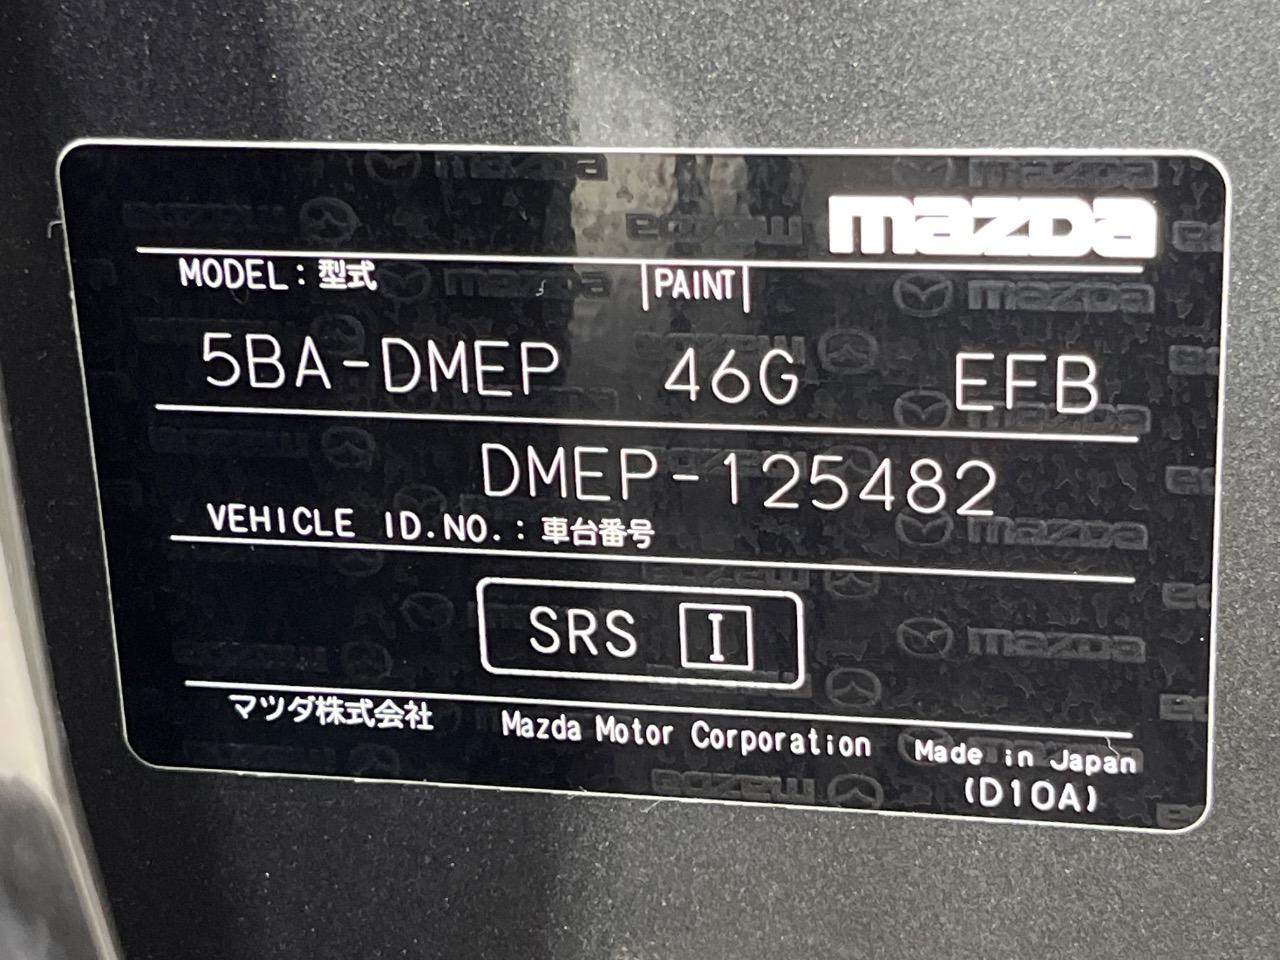 mazda
MODEL：型式 PAINT
5BA-DMEP 46G EFB
DMEP-125482
VEHICLE ID.NO.：車台番号
SRS I
マツダ株式会社 Mazda Motor Corporation Made in Japan
(D10A)